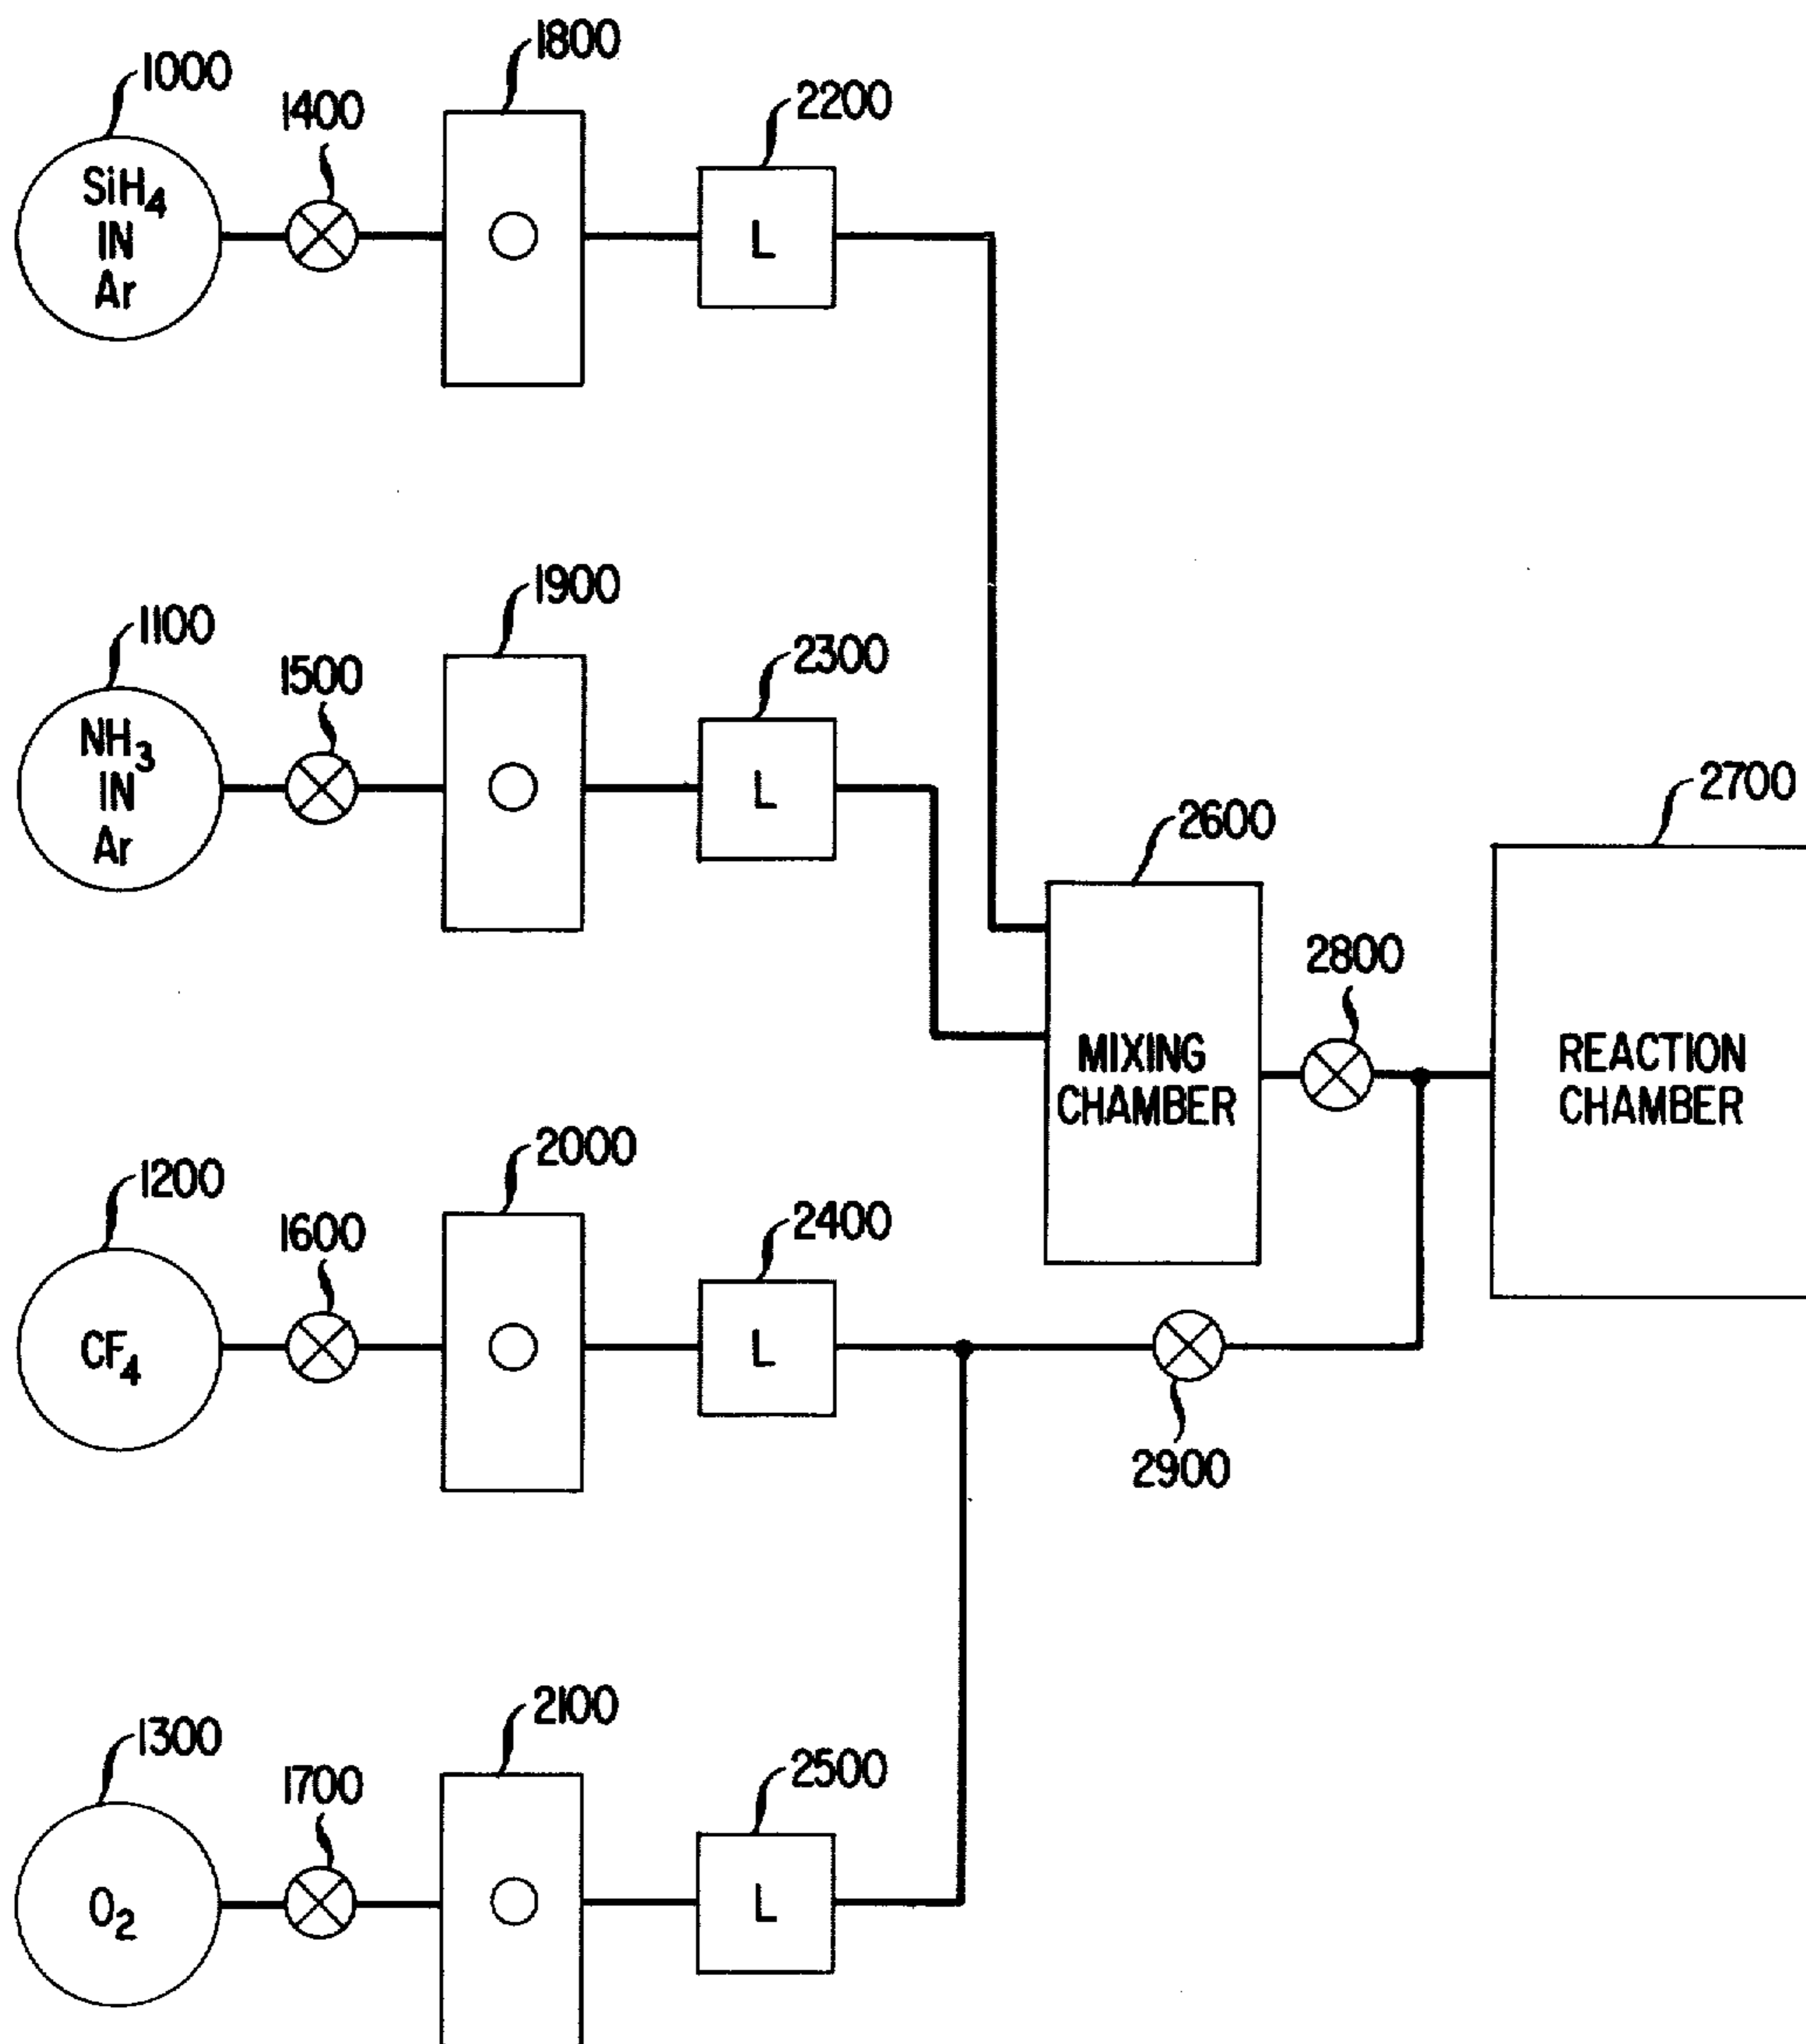 1000
1400
1800
2200
SiH₄
IN
Ar
L
1100
1500
1900
2300
NH₃
IN
Ar
L
2600
2700
2800
MIXING
CHAMBER
REACTION
CHAMBER
1200
1600
2000
2400
CF₄
L
2900
1300
1700
2100
2500
O₂
L